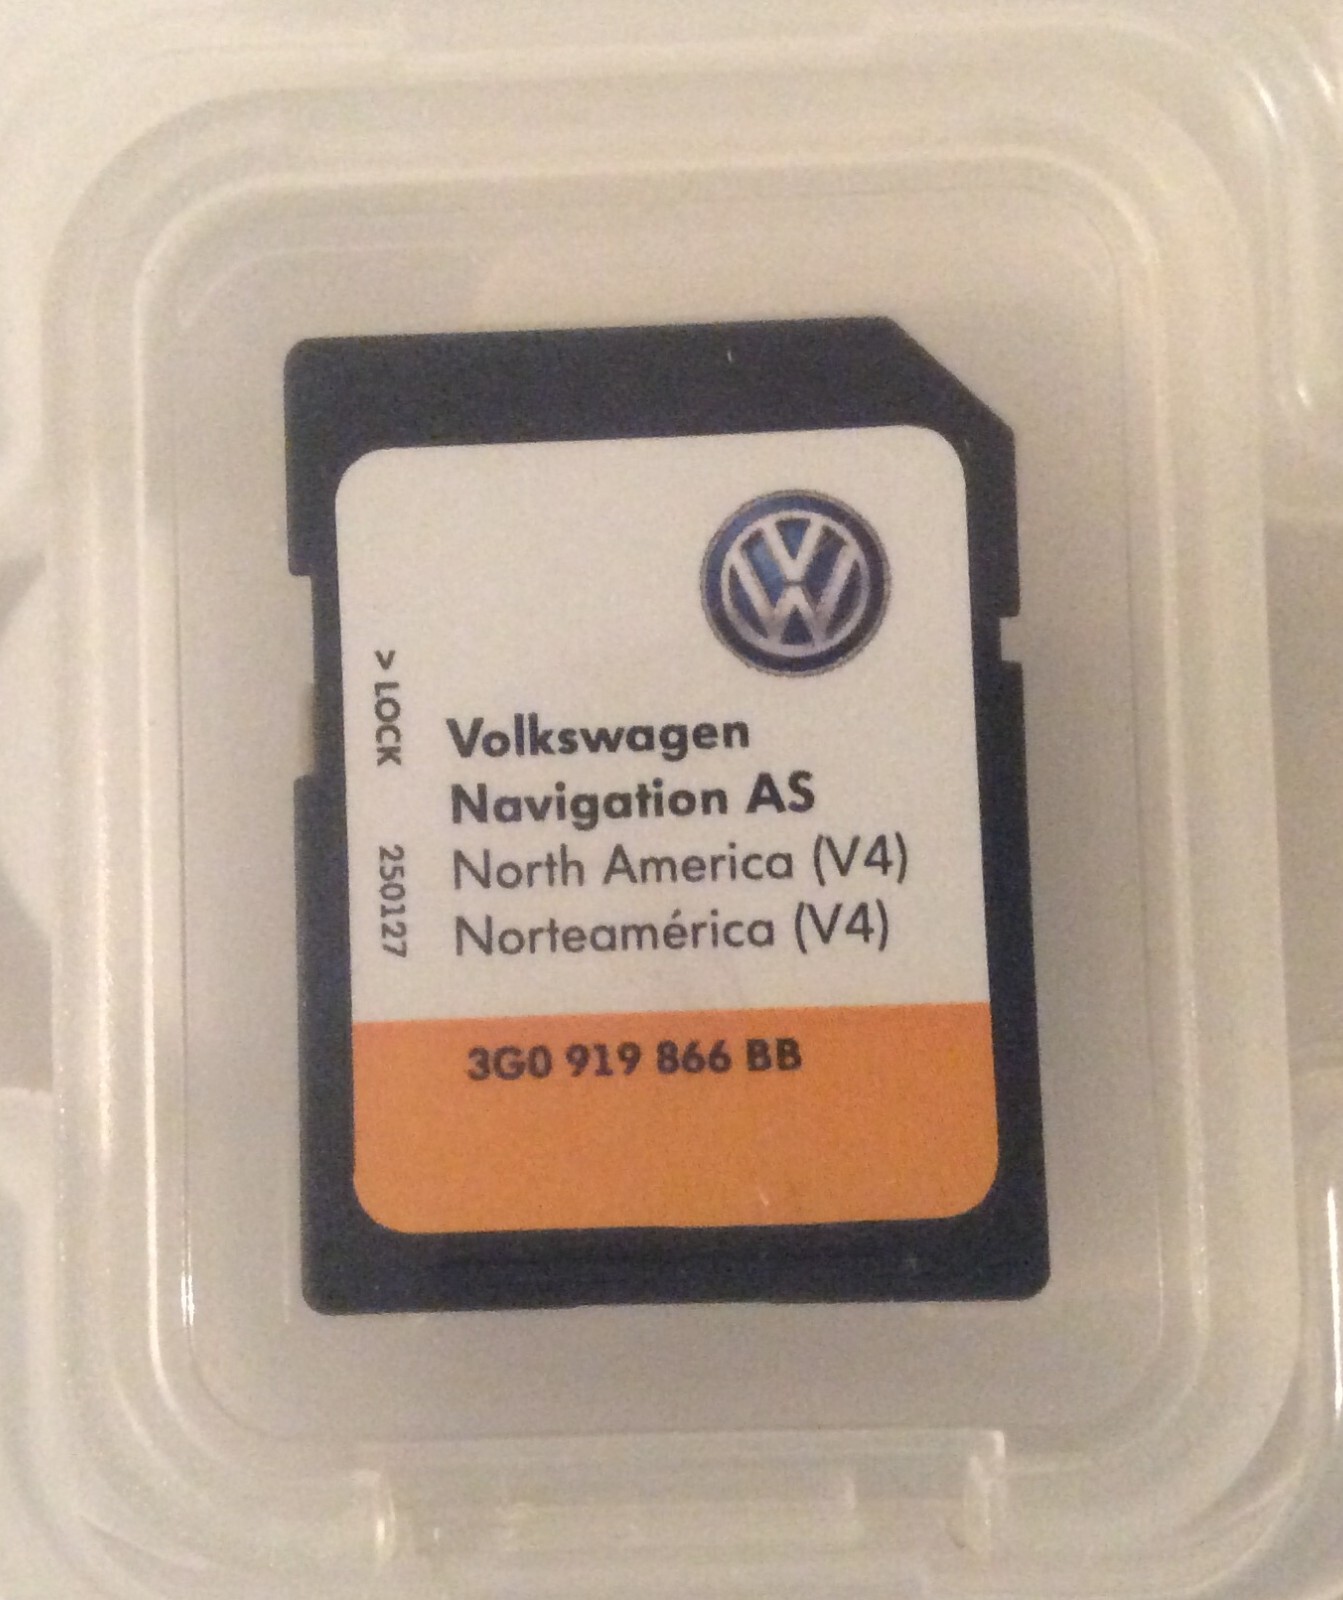 > LOCK
250127
Volkswagen
Navigation AS
North America (V4)
Norteamérica (V4)
3G0 919 866 BB